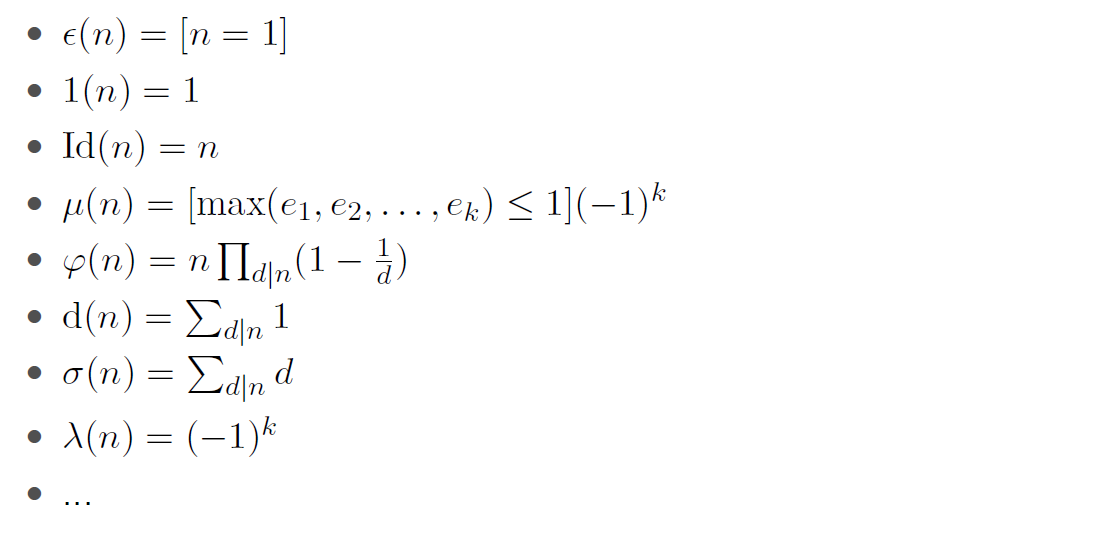 • ϵ(n) = [n = 1]
• 1(n) = 1
• Id(n) = n
• μ(n) = [max(e₁, e₂, …, eₖ) ≤ 1](−1)ᵏ
• φ(n) = n ∏_{d|n}(1 − 1/d)
• d(n) = ∑_{d|n} 1
• σ(n) = ∑_{d|n} d
• λ(n) = (−1)ᵏ
• ...